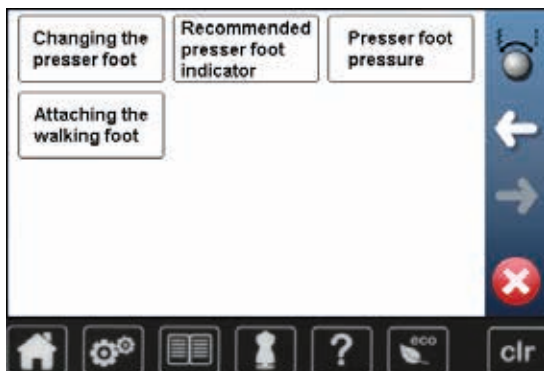 Changing the
presser foot
Recommended
presser foot
indicator
Presser foot
pressure
Attaching the
walking foot
?
eco
clr